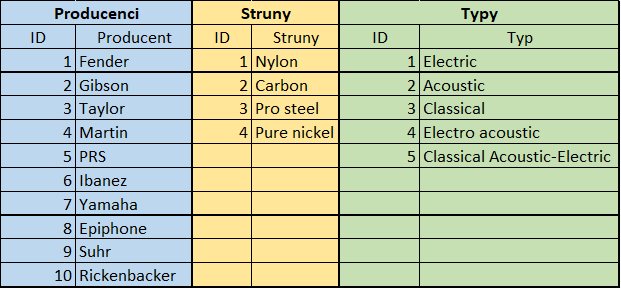 Producenci Struny Typy
ID Producent ID Struny ID Typ
1 Fender 1 Nylon 1 Electric
2 Gibson 2 Carbon 2 Acoustic
3 Taylor 3 Pro steel 3 Classical
4 Martin 4 Pure nickel 4 Electro acoustic
5 PRS 5 Classical Acoustic-Electric
6 Ibanez
7 Yamaha
8 Epiphone
9 Suhr
10 Rickenbacker